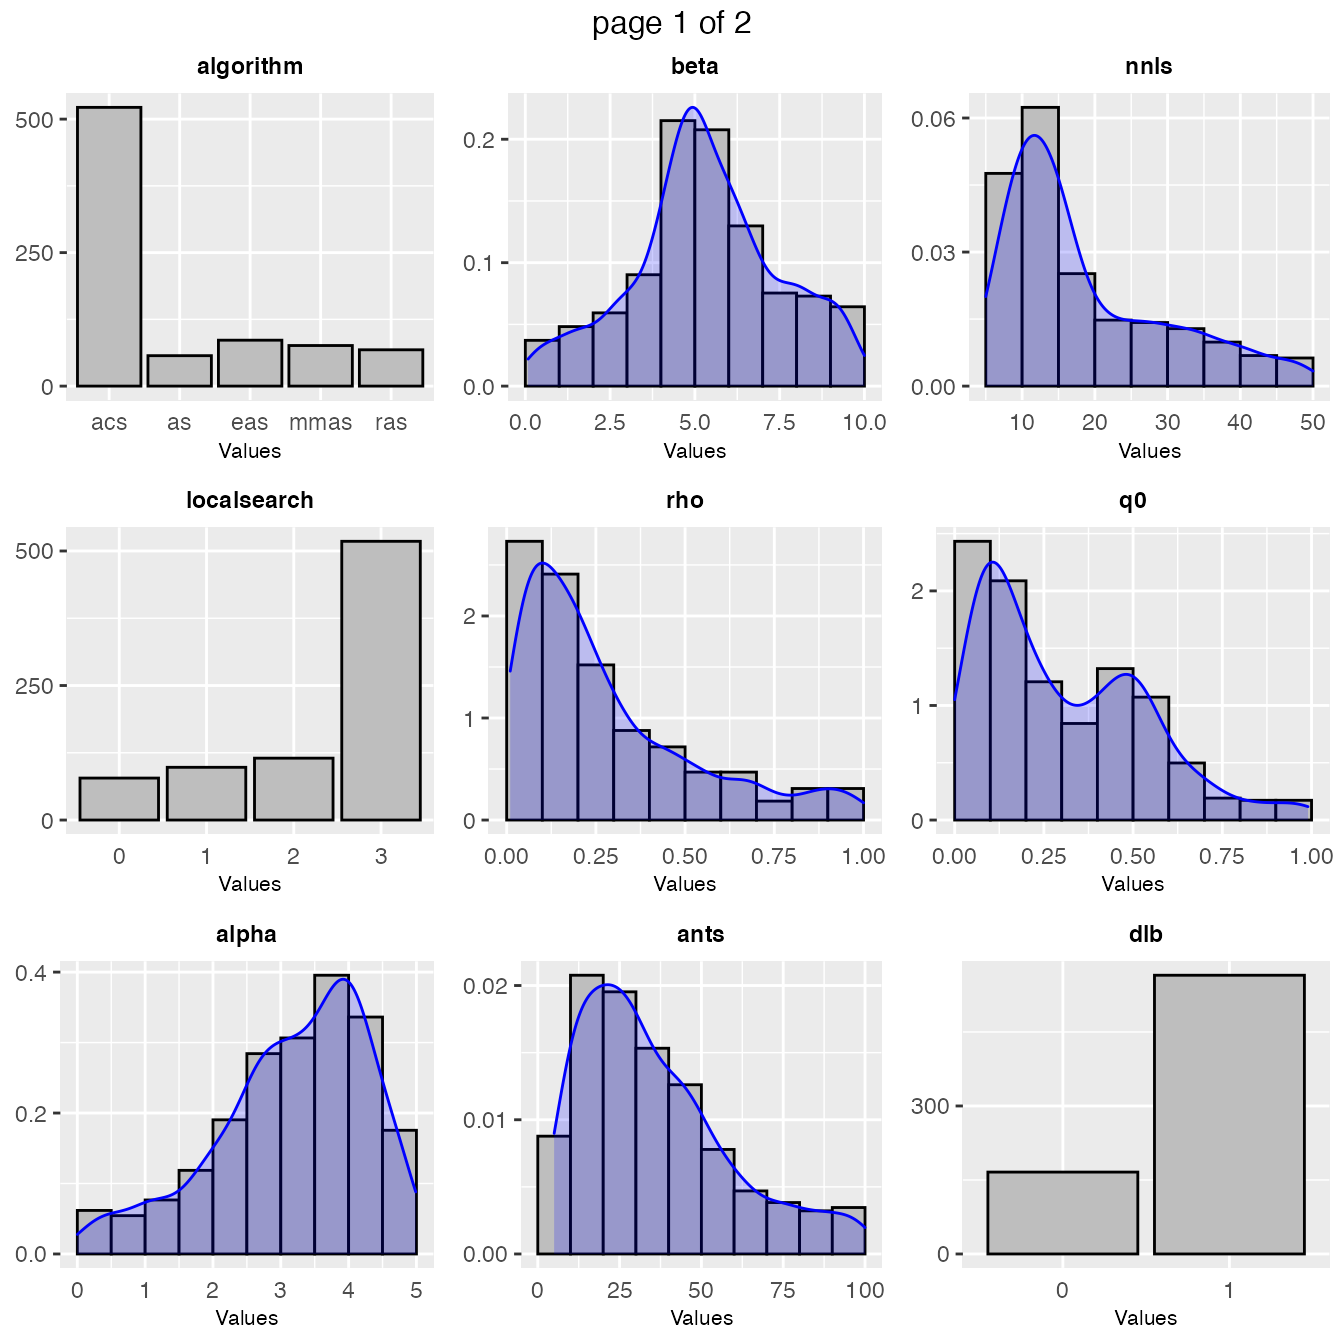 page 1 of 2
algorithm
500
250
0
acs as eas mmas ras
Values
beta
0.2
0.1
0.0
0.0 2.5 5.0 7.5 10.0
Values
nnls
0.06
0.03
0.00
10 20 30 40 50
Values
localsearch
500
250
0
0 1 2 3
Values
rho
2
1
0
0.00 0.25 0.50 0.75 1.00
Values
q0
2
1
0
0.00 0.25 0.50 0.75 1.00
Values
alpha
0.4
0.2
0.0
0 1 2 3 4 5
Values
ants
0.02
0.01
0.00
0 25 50 75 100
Values
dlb
300
0
0 1
Values